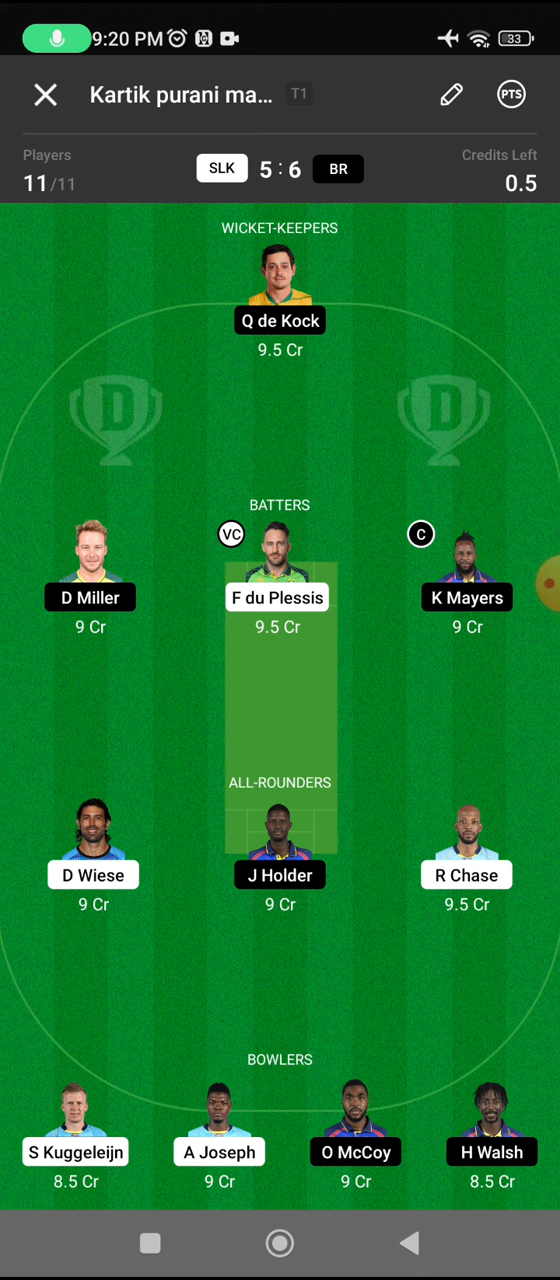 9:20 PM
33
Kartik purani ma... T1
PTS
Players
Credits Left
11/11
SLK 5 : 6 BR
0.5
WICKET-KEEPERS
Q de Kock
9.5 Cr
D
D
BATTERS
VC
C
D Miller
F du Plessis
K Mayers
9 Cr
9.5 Cr
9 Cr
ALL-ROUNDERS
D Wiese
J Holder
R Chase
9 Cr
9 Cr
9.5 Cr
BOWLERS
S Kuggeleijn
A Joseph
O McCoy
H Walsh
8.5 Cr
9 Cr
9 Cr
8.5 Cr